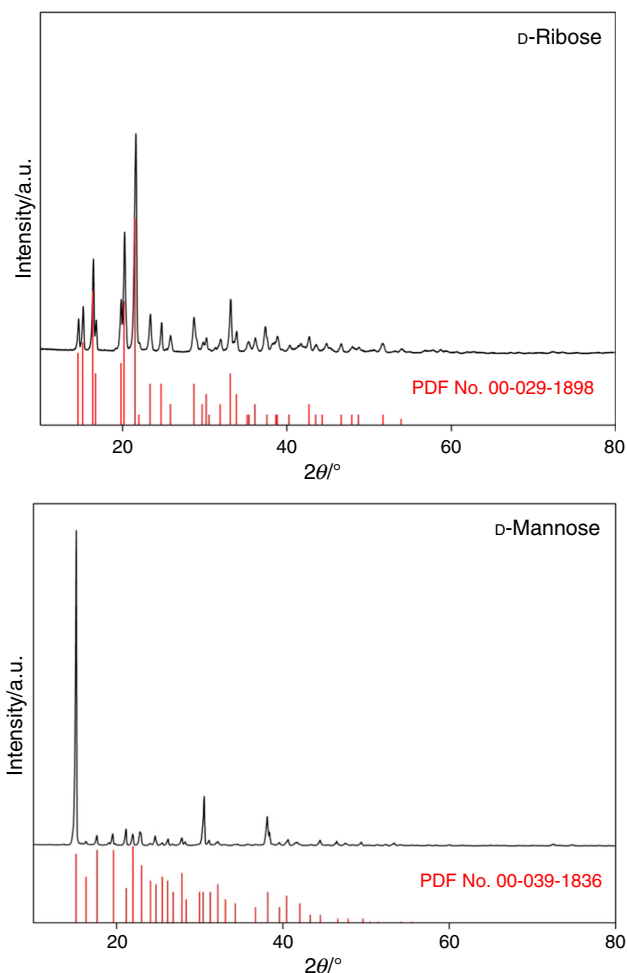 D-Ribose
Intensity/a.u.
PDF No. 00-029-1898
20 40 60 80
2θ/°
D-Mannose
Intensity/a.u.
PDF No. 00-039-1836
20 40 60 80
2θ/°